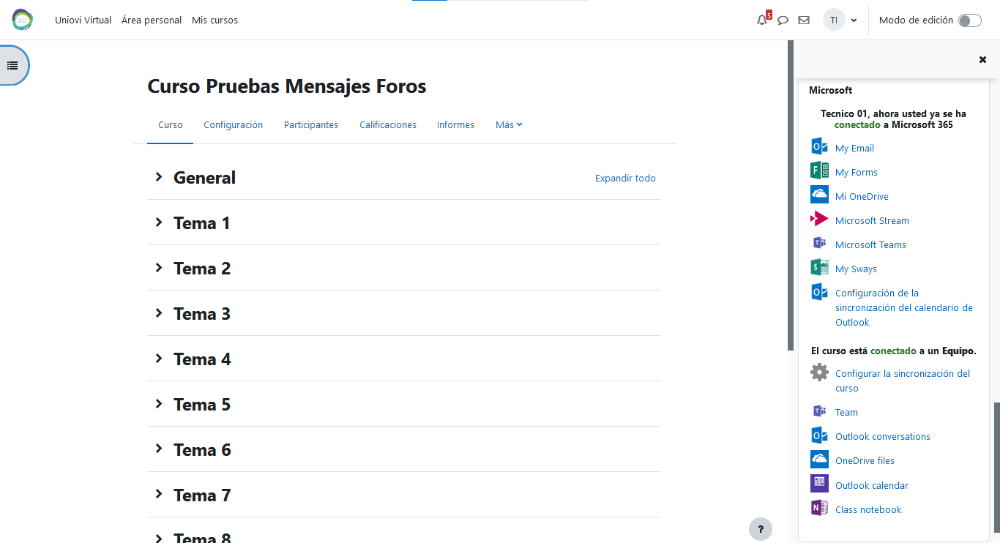 Uniovi Virtual
Área personal
Mis cursos
5
TI
Modo de edición
Curso Pruebas Mensajes Foros
Curso
Configuración
Participantes
Calificaciones
Informes
Más
General
Expandir todo
Tema 1
Tema 2
Tema 3
Tema 4
Tema 5
Tema 6
Tema 7
Tema 8
?
Microsoft
Tecnico 01, ahora usted ya se ha
conectado a Microsoft 365
My Email
My Forms
Mi OneDrive
Microsoft Stream
Microsoft Teams
My Sways
Configuración de la
sincronización del calendario de
Outlook
El curso está conectado a un Equipo.
Configurar la sincronización del
curso
Team
Outlook conversations
OneDrive files
Outlook calendar
Class notebook